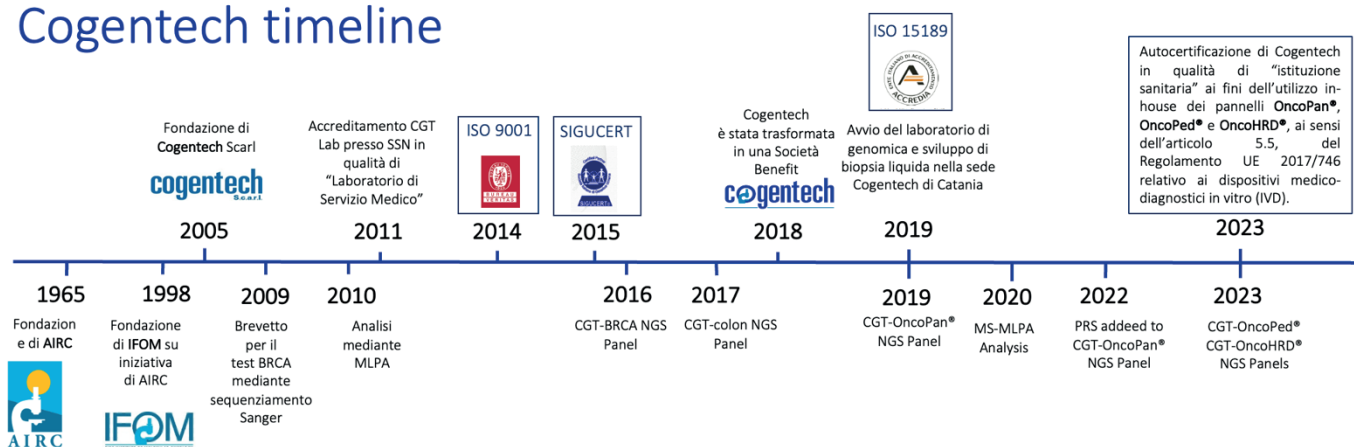 Cogentech timeline
Fondazione di
Cogentech Scarl
cogentech
S.c.a.r.l.
2005
Accreditamento CGT
Lab presso SSN in
qualità di
"Laboratorio di
Servizio Medico"
2011
ISO 9001
BUREAU
VERITAS
2014
SIGUCERT
SIGUCERT
2015
Cogentech
è stata trasformata
in una Società
Benefit
cogentech
2018
ISO 15189
ENTE ITALIANO DI ACCREDITAMENTO
ACCREDIA
Avvio del laboratorio di
genomica e sviluppo di
biopsia liquida nella sede
Cogentech di Catania
2019
Autocertificazione di Cogentech
in qualità di "istituzione
sanitaria" ai fini dell'utilizzo in-
house dei pannelli OncoPan®,
OncoPed® e OncoHRD®, ai sensi
dell'articolo 5.5, del
Regolamento UE 2017/746
relativo ai dispositivi medico-
diagnostici in vitro (IVD).
2023
1965
Fondazion
e di AIRC
AIRC
1998
Fondazione
di IFOM su
iniziativa
di AIRC
IFOM
2009
Brevetto
per il
test BRCA
mediante
sequenziamento
Sanger
2010
Analisi
mediante
MLPA
2016
CGT-BRCA NGS
Panel
2017
CGT-colon NGS
Panel
2019
CGT-OncoPan®
NGS Panel
2020
MS-MLPA
Analysis
2022
PRS addeed to
CGT-OncoPan®
NGS Panel
2023
CGT-OncoPed®
CGT-OncoHRD®
NGS Panels